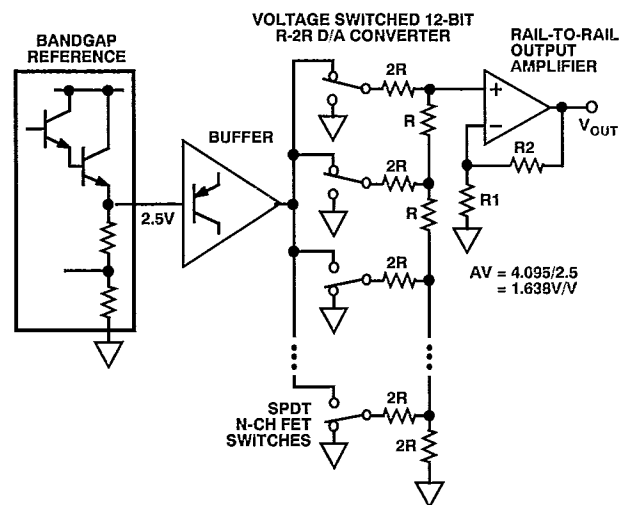 VOLTAGE SWITCHED 12-BIT
R-2R D/A CONVERTER
RAIL-TO-RAIL
OUTPUT
AMPLIFIER
BANDGAP
REFERENCE
BUFFER
2.5V
2R
R
2R
R
2R
2R
2R
+
–
VOUT
R2
R1
AV = 4.095/2.5
= 1.638V/V
SPDT
N-CH FET
SWITCHES